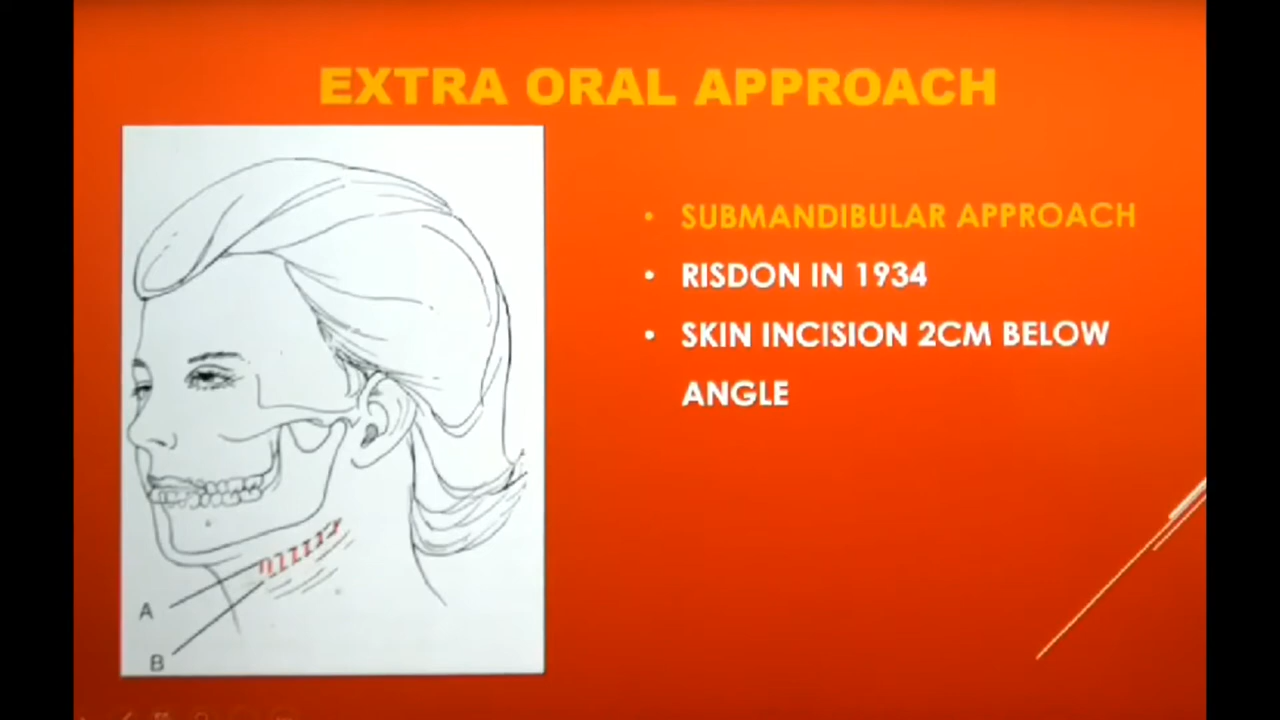 EXTRA ORAL APPROACH
• SUBMANDIBULAR APPROACH
• RISDON IN 1934
• SKIN INCISION 2CM BELOW
ANGLE
A
B